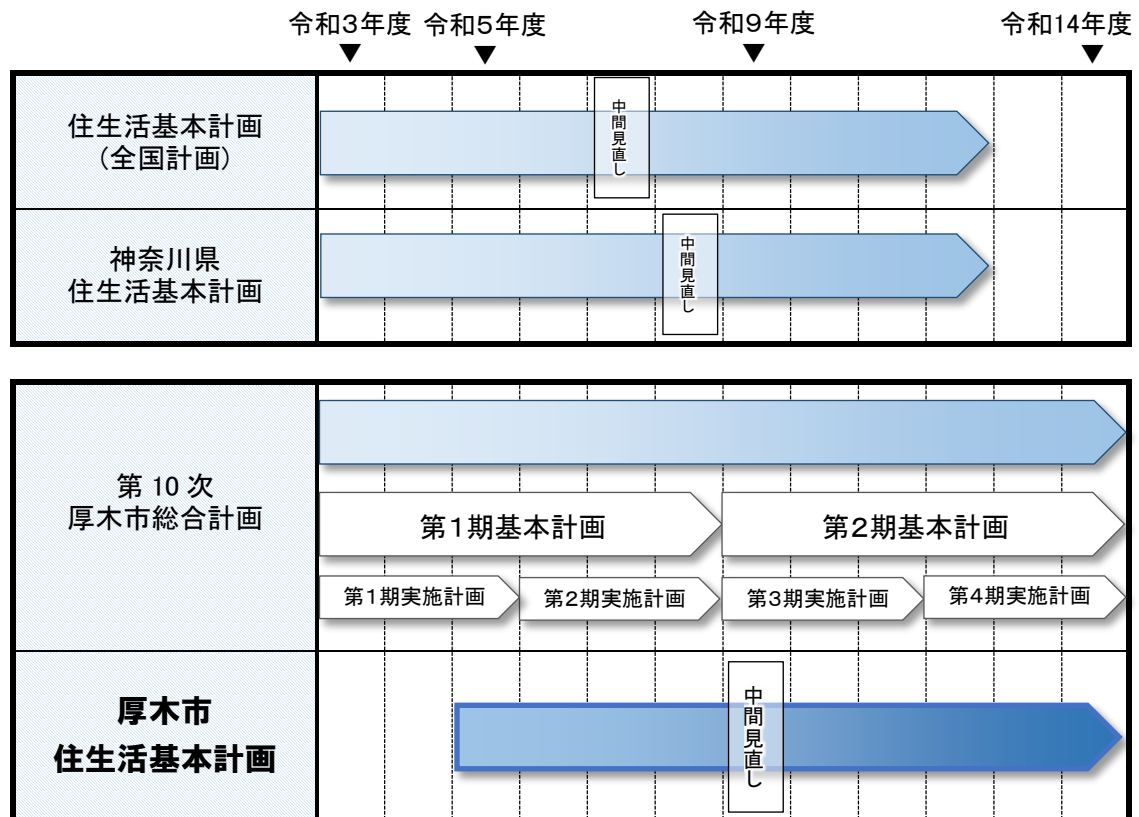 令和3年度 令和5年度 令和9年度 令和14年度
▼ ▼ ▼ ▼
住生活基本計画
(全国計画)
中間見直し
神奈川県
住生活基本計画
中間見直し
第 10 次
厚木市総合計画
第1期基本計画 第2期基本計画
第1期実施計画 第2期実施計画 第3期実施計画 第4期実施計画
厚木市
住生活基本計画
中間見直し